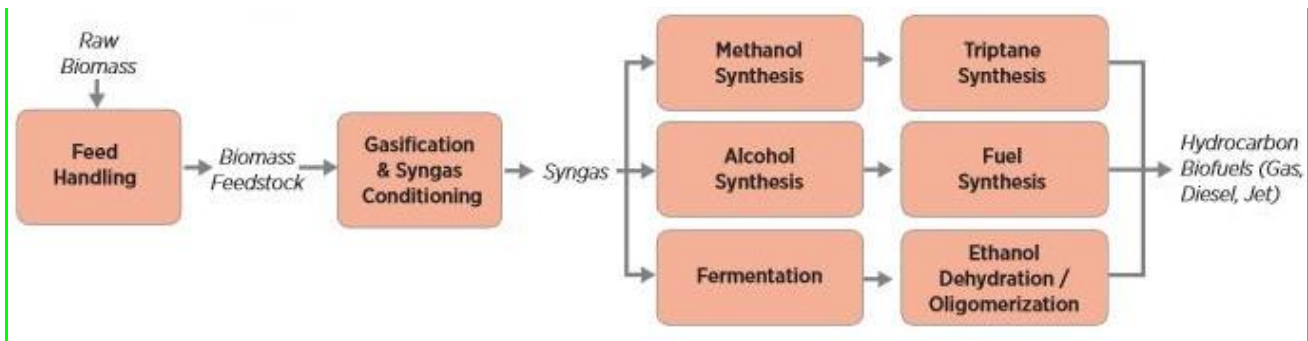 Raw
Biomass
Feed
Handling
Biomass
Feedstock
Gasification
& Syngas
Conditioning
Syngas
Methanol
Synthesis
Triptane
Synthesis
Alcohol
Synthesis
Fuel
Synthesis
Fermentation
Ethanol
Dehydration /
Oligomerization
Hydrocarbon
Biofuels (Gas,
Diesel, Jet)